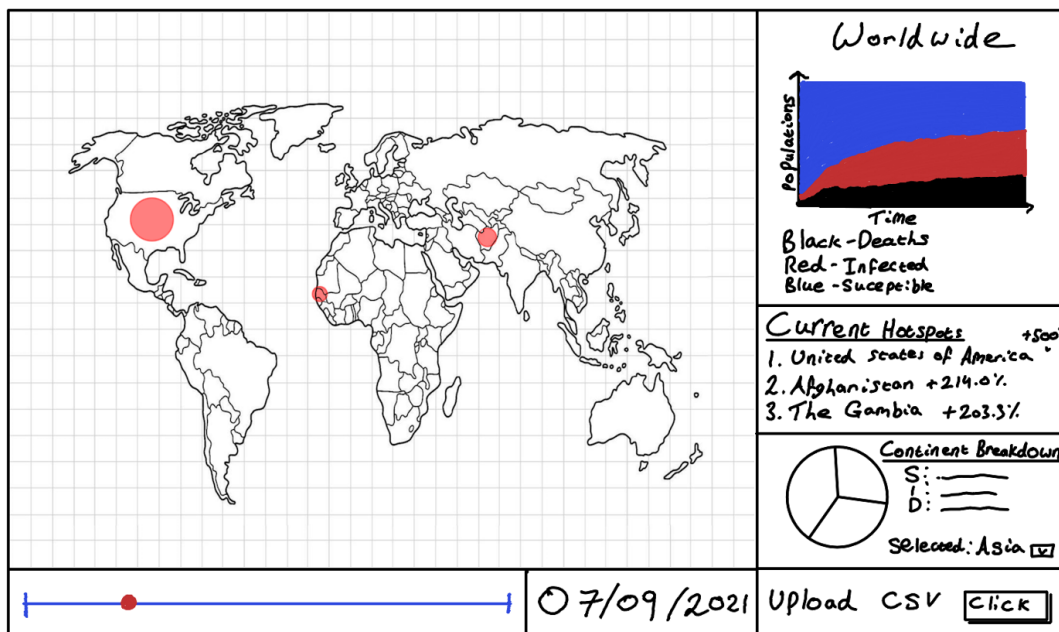 Worldwide
Populations
Time
Black - Deaths
Red - Infected
Blue - Suceptible
Current Hotspots
+500
1. United states of America
2. Afghanistan +214.0%
3. The Gambia +203.3%
Continent Breakdown
S:
I:
D:
Selected: Asia v
07/09/2021
Upload CSV Click